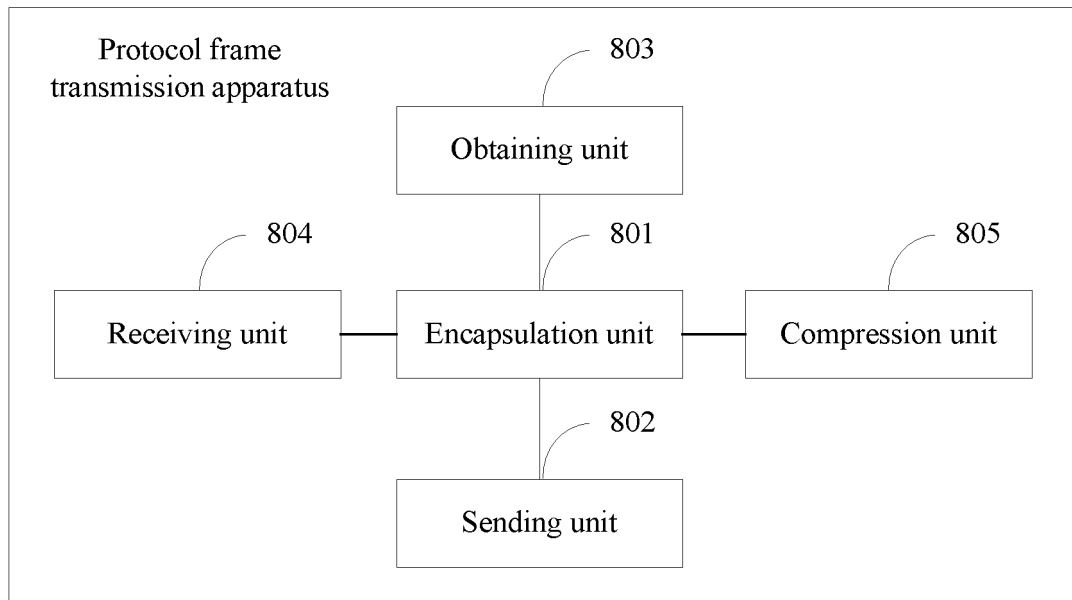 Protocol frame
transmission apparatus
803
Obtaining unit
804
801
805
Receiving unit
Encapsulation unit
Compression unit
802
Sending unit